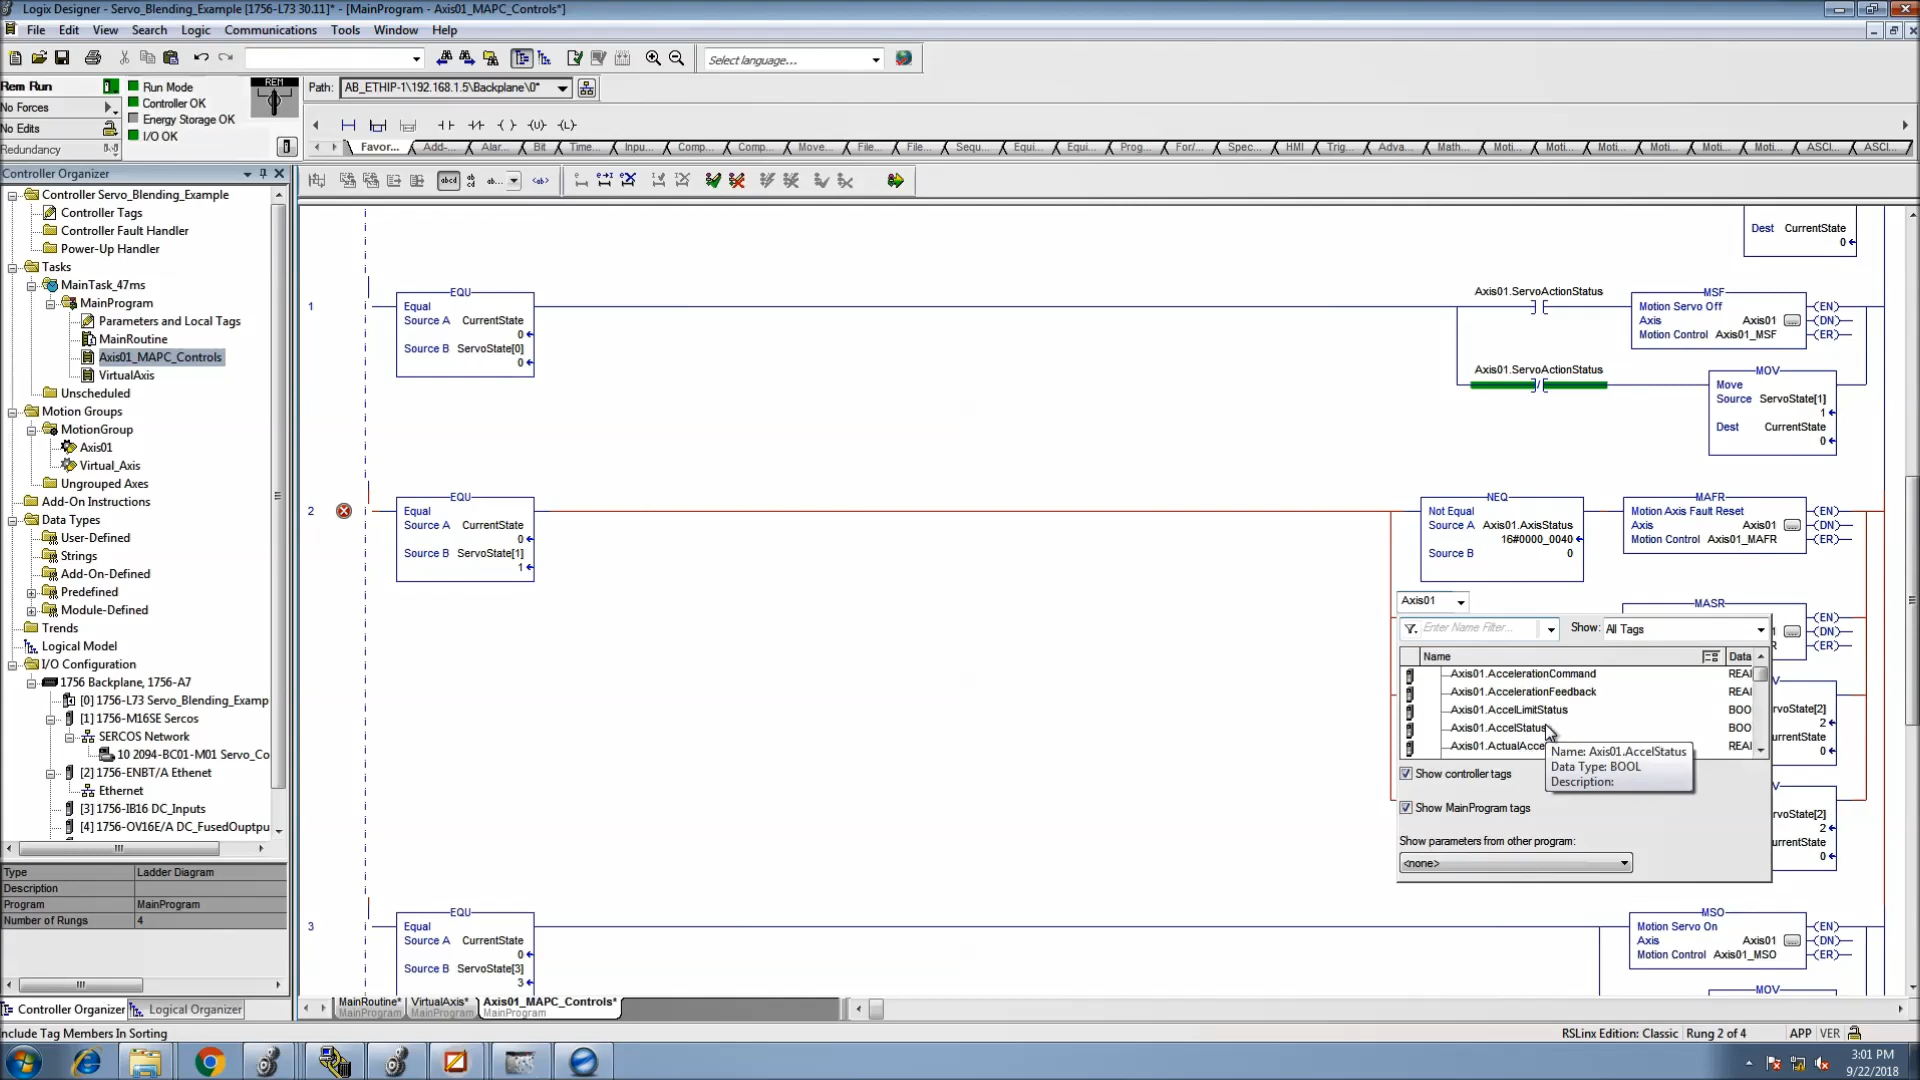 Logix Designer - Servo_Blending_Example [1756-L73 30.11]* - [MainProgram - Axis01_MAPC_Controls*]
File Edit View Search Logic Communications Tools Window Help
Select language...
Rem Run
No Forces
No Edits
Redundancy
Run Mode
Controller OK
Energy Storage OK
I/O OK
REM
Path: AB_ETHIP-1\192.168.1.5\Backplane\0*
Favor... Add-... Alar... Bit Time... Inpu... Comp... Comp... Move... File... File... Sequ... Equi... Equi... Prog... For/... Spec... HMI Trig... Adva... Math... Moti... Moti... Moti... Moti... Moti... Moti... ASCI... ASCI...
Controller Organizer
Controller Servo_Blending_Example
Controller Tags
Controller Fault Handler
Power-Up Handler
Tasks
MainTask_47ms
MainProgram
Parameters and Local Tags
MainRoutine
Axis01_MAPC_Controls
VirtualAxis
Unscheduled
Motion Groups
MotionGroup
Axis01
Virtual_Axis
Ungrouped Axes
Add-On Instructions
Data Types
User-Defined
Strings
Add-On-Defined
Predefined
Module-Defined
Trends
Logical Model
I/O Configuration
1756 Backplane, 1756-A7
[0] 1756-L73 Servo_Blending_Examp
[1] 1756-M16SE Sercos
SERCOS Network
10 2094-BC01-M01 Servo_Co
[2] 1756-ENBT/A Ethenet
Ethernet
[3] 1756-IB16 DC_Inputs
[4] 1756-OV16E/A DC_FusedOuptpu
Type Ladder Diagram
Description
Program MainProgram
Number of Rungs 4
Controller Organizer Logical Organizer
Dest CurrentState
0
1
EQU
Equal
Source A CurrentState
0
Source B ServoState[0]
0
Axis01.ServoActionStatus
MSF
Motion Servo Off
Axis Axis01
Motion Control Axis01_MSF
(EN)
(DN)
(ER)
Axis01.ServoActionStatus
MOV
Move
Source ServoState[1]
1
Dest CurrentState
0
2
EQU
Equal
Source A CurrentState
0
Source B ServoState[1]
1
NEQ
Not Equal
Source A Axis01.AxisStatus
16#0000_0040
Source B 0
MAFR
Motion Axis Fault Reset
Axis Axis01
Motion Control Axis01_MAFR
(EN)
(DN)
(ER)
Axis01
Enter Name Filter...
Show: All Tags
Name Data
Axis01.AccelerationCommand REAI
Axis01.AccelerationFeedback REAI
Axis01.AccelLimitStatus BOO
Axis01.AccelStatus BOO
Axis01.ActualAcce REAI
Name: Axis01.AccelStatus
Data Type: BOOL
Description:
Show controller tags
Show MainProgram tags
Show parameters from other program:
<none>
MASR
(EN)
(DN)
(ER)
rvoState[2]
2
urrentState
0
rvoState[2]
2
urrentState
0
3
EQU
Equal
Source A CurrentState
0
Source B ServoState[3]
3
MSO
Motion Servo On
Axis Axis01
Motion Control Axis01_MSO
(EN)
(DN)
(ER)
MOV
MainRoutine* VirtualAxis* Axis01_MAPC_Controls*
MainProgram MainProgram MainProgram
nclude Tag Members In Sorting
RSLinx Edition: Classic Rung 2 of 4 APP VER
3:01 PM
9/22/2018